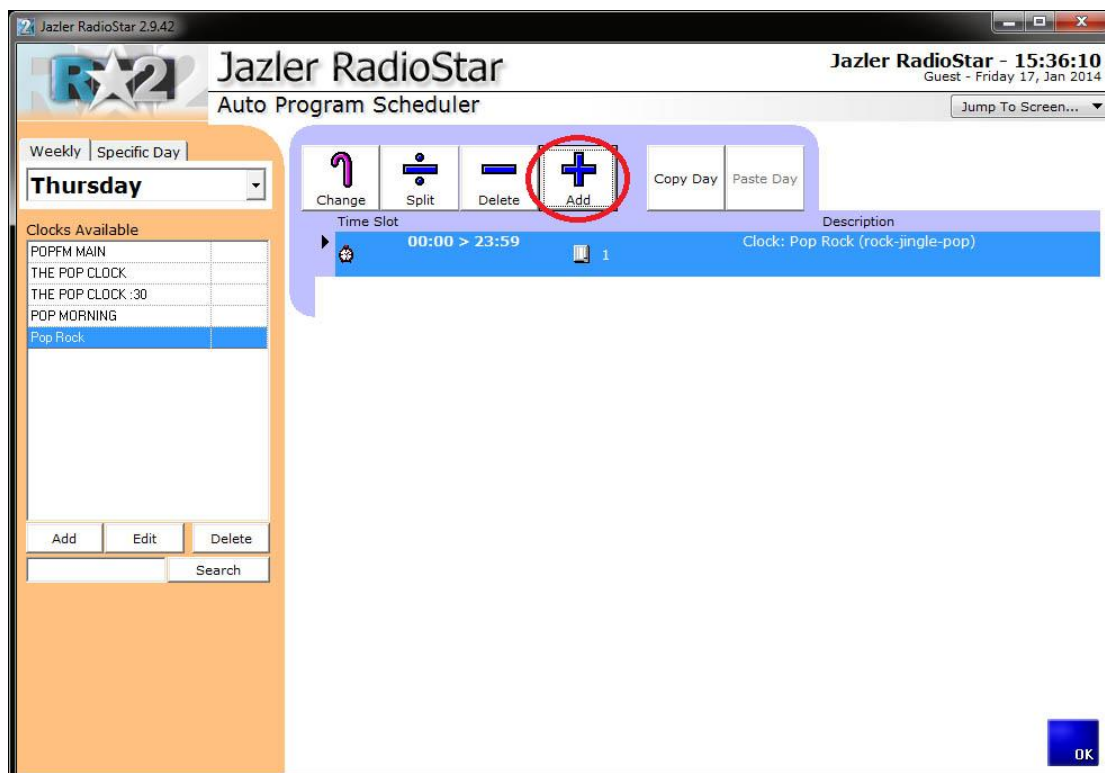 Jazler RadioStar 2.9.42
R 2
Jazler RadioStar
Jazler RadioStar - 15:36:10
Guest - Friday 17, Jan 2014
Auto Program Scheduler
Jump To Screen...
Weekly Specific Day
Thursday
Clocks Available
POPFM MAIN
THE POP CLOCK
THE POP CLOCK :30
POP MORNING
Pop Rock
Add Edit Delete
Search
Change Split Delete Add Copy Day Paste Day
Time Slot Description
00:00 > 23:59 1 Clock: Pop Rock (rock-jingle-pop)
OK